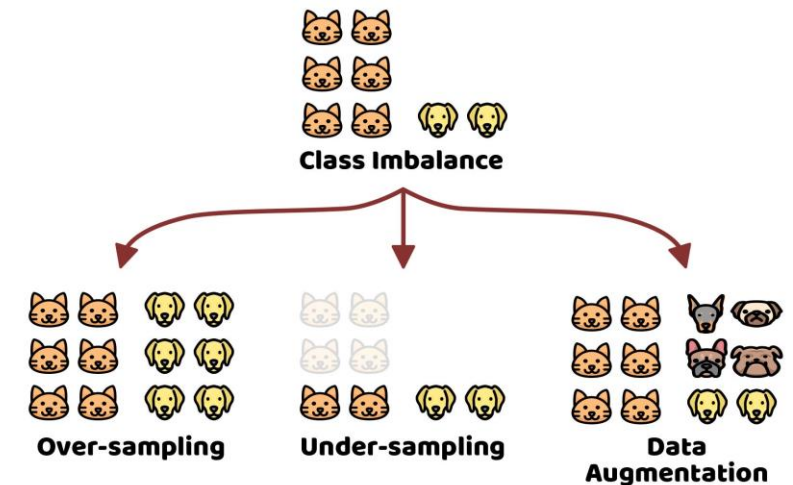 Class Imbalance
Over-sampling
Under-sampling
Data
Augmentation